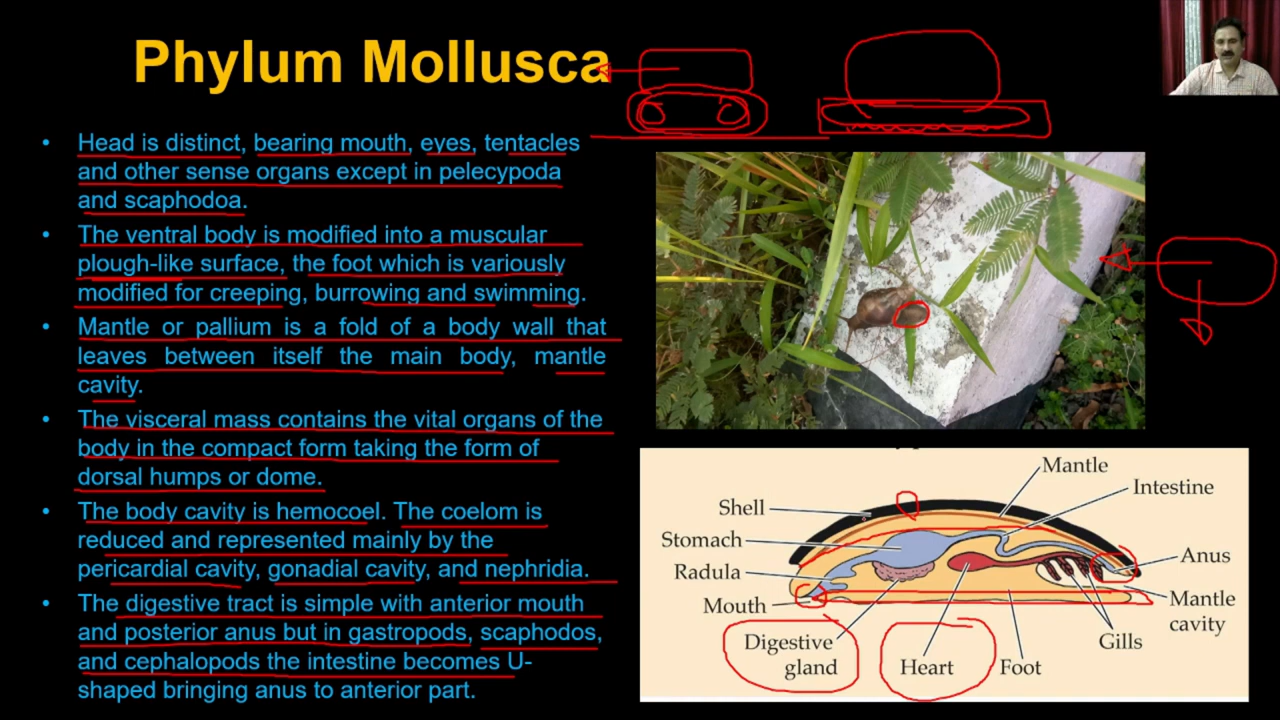 Phylum Mollusca
• Head is distinct, bearing mouth, eyes, tentacles
and other sense organs except in pelecypoda
and scaphodoa.
• The ventral body is modified into a muscular
plough-like surface, the foot which is variously
modified for creeping, burrowing and swimming.
• Mantle or pallium is a fold of a body wall that
leaves between itself the main body, mantle
cavity.
• The visceral mass contains the vital organs of the
body in the compact form taking the form of
dorsal humps or dome.
• The body cavity is hemocoel. The coelom is
reduced and represented mainly by the
pericardial cavity, gonadial cavity, and nephridia.
• The digestive tract is simple with anterior mouth
and posterior anus but in gastropods, scaphodos,
and cephalopods the intestine becomes U-
shaped bringing anus to anterior part.
Mantle
Intestine
Shell
Stomach
Anus
Radula
Mouth
Mantle
cavity
Digestive
gland
Heart
Foot
Gills